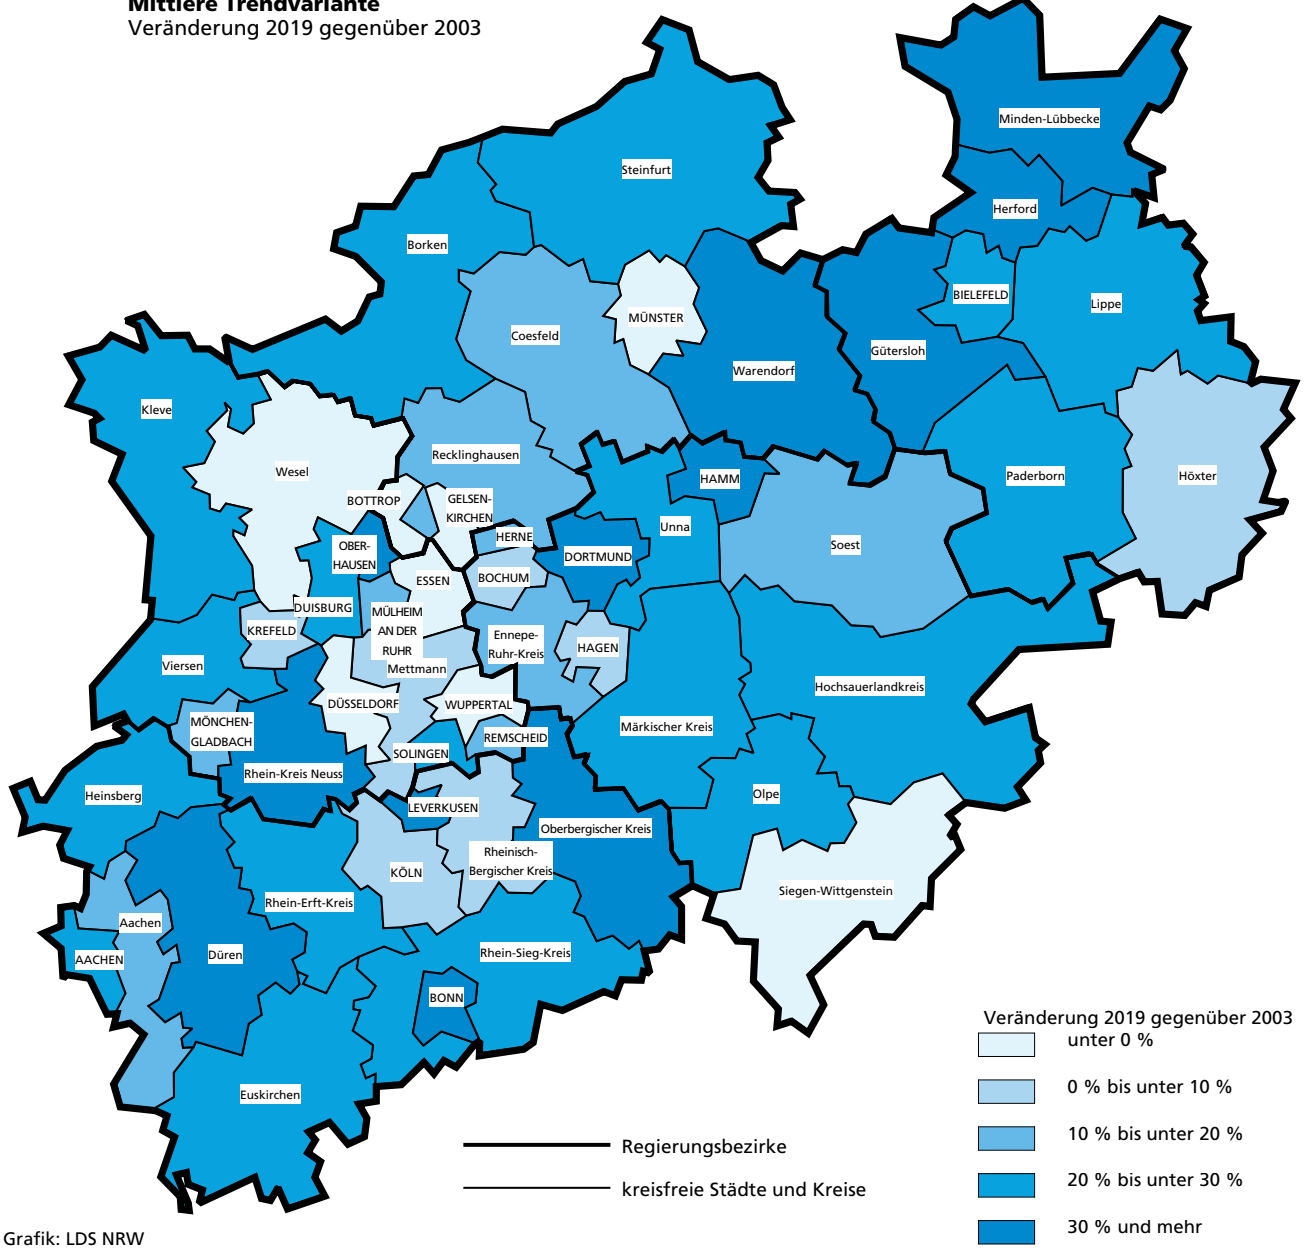 Mittlere Trendvariante
Veränderung 2019 gegenüber 2003
Minden-Lübbecke
Steinfurt
Herford
Borken
BIELEFELD
Lippe
MÜNSTER
Coesfeld
Gütersloh
Warendorf
Kleve
Recklinghausen
Wesel
HAMM
Paderborn
Höxter
BOTTROP
GELSEN-
KIRCHEN
Unna
HERNE
Soest
OBER-
HAUSEN
DORTMUND
ESSEN
BOCHUM
DUISBURG
MÜLHEIM
AN DER
RUHR
KREFELD
Ennepe-
Ruhr-Kreis
HAGEN
Viersen
Mettmann
Hochsauerlandkreis
DÜSSELDORF
WUPPERTAL
MÖNCHEN-
GLADBACH
Märkischer Kreis
REMSCHEID
SOLINGEN
Rhein-Kreis Neuss
Heinsberg
Olpe
LEVERKUSEN
Oberbergischer Kreis
Rheinisch-
Bergischer Kreis
KÖLN
Siegen-Wittgenstein
Rhein-Erft-Kreis
Aachen
Rhein-Sieg-Kreis
Düren
AACHEN
BONN
Euskirchen
Veränderung 2019 gegenüber 2003
unter 0 %
0 % bis unter 10 %
10 % bis unter 20 %
20 % bis unter 30 %
30 % und mehr
Regierungsbezirke
kreisfreie Städte und Kreise
Grafik: LDS NRW